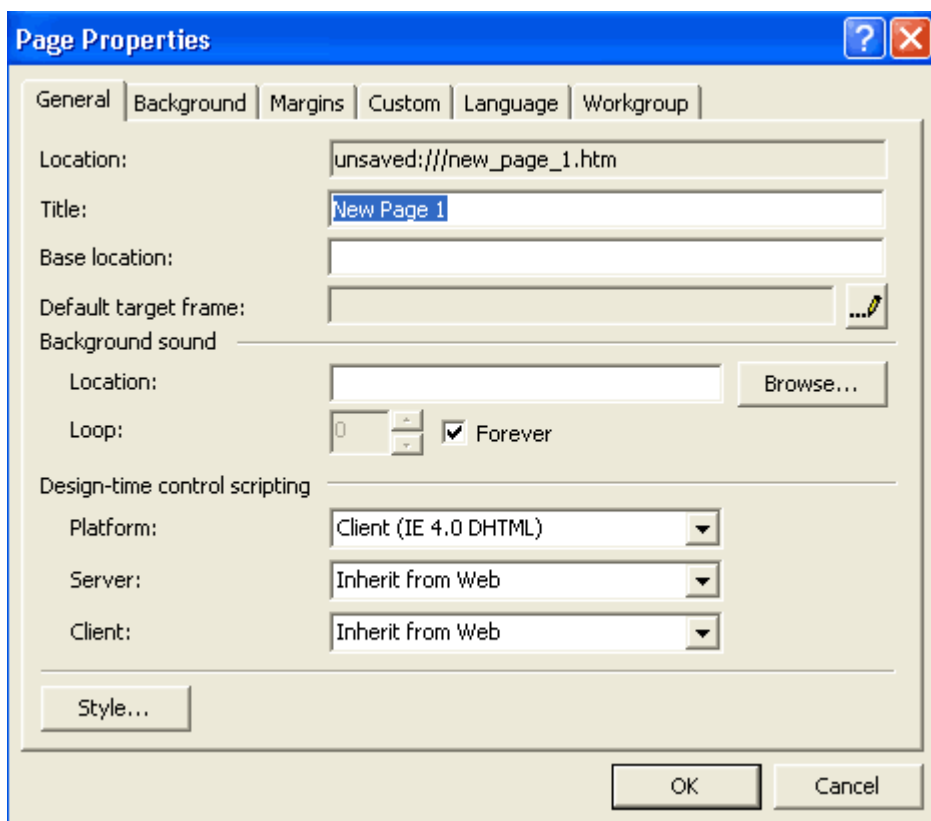 Page Properties
?
General Background Margins Custom Language Workgroup
Location: unsaved:///new_page_1.htm
Title: New Page 1
Base location:
Default target frame: ...
Background sound
Location: Browse...
Loop: 0 Forever
Design-time control scripting
Platform: Client (IE 4.0 DHTML)
Server: Inherit from Web
Client: Inherit from Web
Style...
OK Cancel